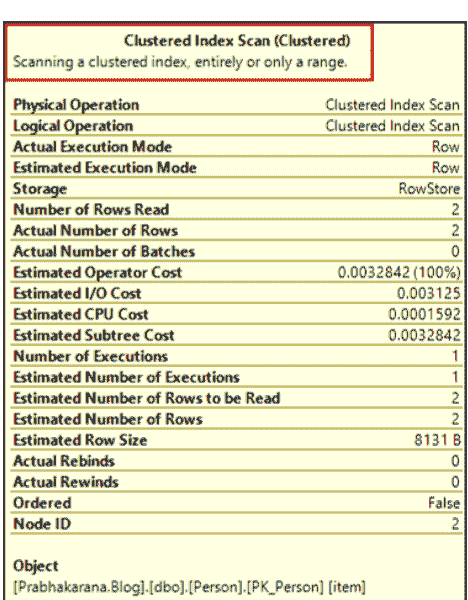 Clustered Index Scan (Clustered)
Scanning a clustered index, entirely or only a range.
Physical Operation Clustered Index Scan
Logical Operation Clustered Index Scan
Actual Execution Mode Row
Estimated Execution Mode Row
Storage RowStore
Number of Rows Read 2
Actual Number of Rows 2
Actual Number of Batches 0
Estimated Operator Cost 0.0032842 (100%)
Estimated I/O Cost 0.003125
Estimated CPU Cost 0.0001592
Estimated Subtree Cost 0.0032842
Number of Executions 1
Estimated Number of Executions 1
Estimated Number of Rows to be Read 2
Estimated Number of Rows 2
Estimated Row Size 8131 B
Actual Rebinds 0
Actual Rewinds 0
Ordered False
Node ID 2
Object
[Prabhakarana.Blog].[dbo].[Person].[PK_Person] [item]